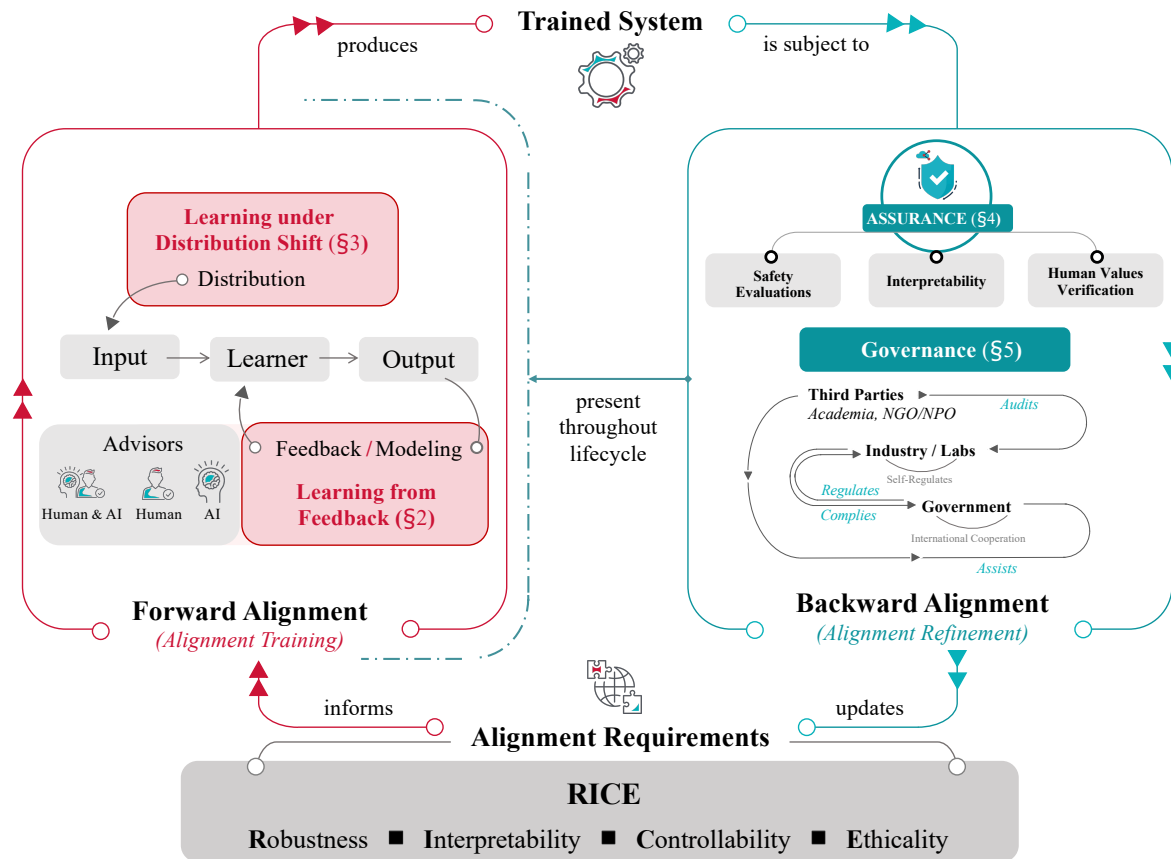 Trained System
produces
is subject to
Learning under
Distribution Shift (§3)
Distribution
Input
Learner
Output
Advisors
Human & AI
Human
AI
Feedback / Modeling
Learning from
Feedback (§2)
Forward Alignment
(Alignment Training)
present
throughout
lifecycle
ASSURANCE (§4)
Safety
Evaluations
Interpretability
Human Values
Verification
Governance (§5)
Third Parties
Academia, NGO/NPO
Audits
Industry / Labs
Self-Regulates
Regulates
Complies
Government
International Cooperation
Assists
Backward Alignment
(Alignment Refinement)
informs
updates
Alignment Requirements
RICE
Robustness ■ Interpretability ■ Controllability ■ Ethicality